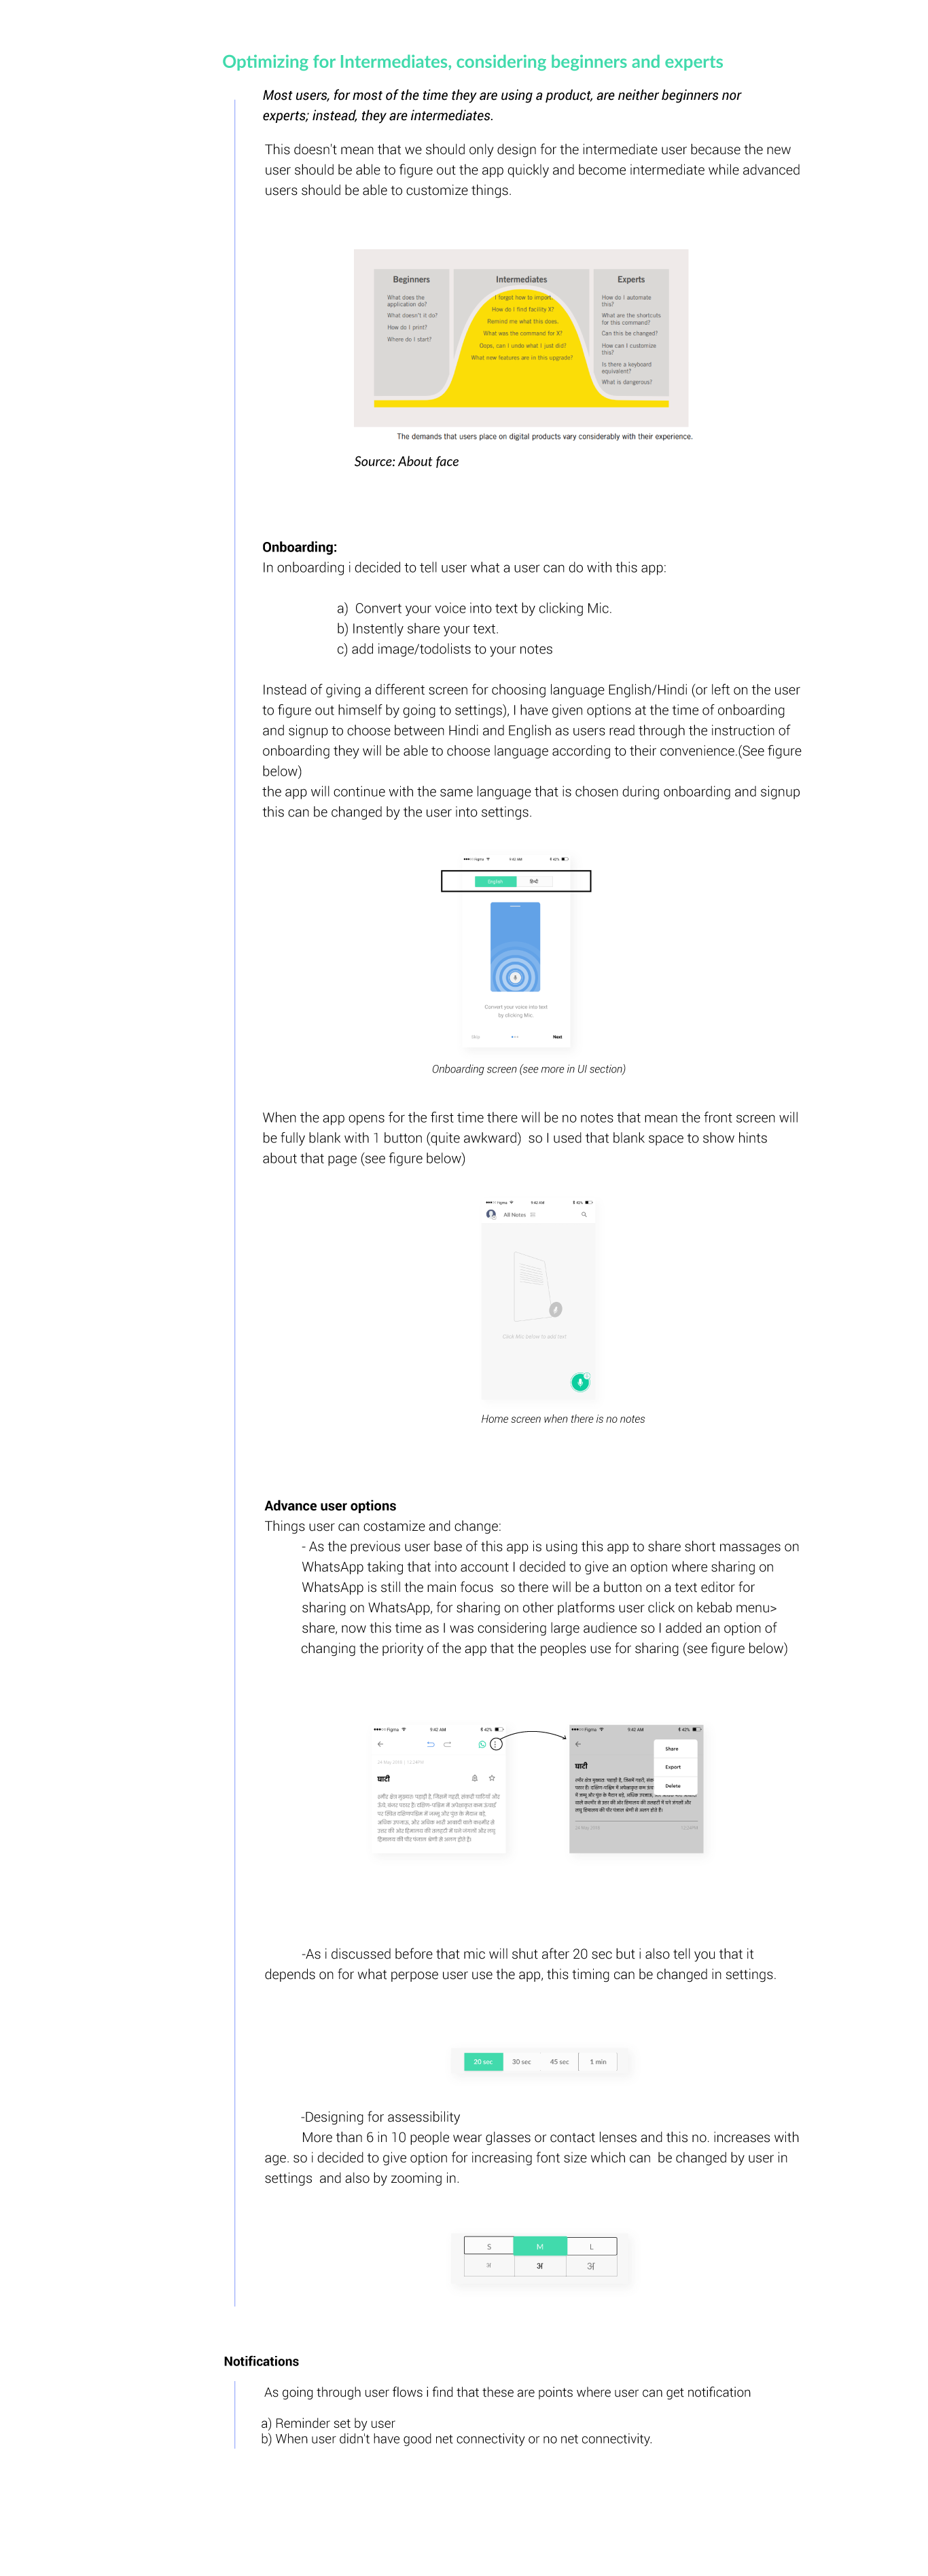 Optimizing for Intermediates, considering beginners and experts
Most users, for most of the time they are using a product, are neither beginners nor
experts; instead, they are intermediates.
This doesn't mean that we should only design for the intermediate user because the new
user should be able to figure out the app quickly and become intermediate while advanced
users should be able to customize things.
Beginners
What does the
application do?
What doesn't it do?
How do I print?
Where do I start?
Intermediates
I forgot how to import.
How do I find facility X?
Remind me what this does.
What was the command for X?
Oops, can I undo what I just did?
What new features are in this upgrade?
Experts
How do I automate
this?
What are the shortcuts
for this command?
Can this be changed?
How can I customize
this?
Is there a keyboard
equivalent?
What is dangerous?
The demands that users place on digital products vary considerably with their experience.
Source: About face
Onboarding:
In onboarding i decided to tell user what a user can do with this app:
a) Convert your voice into text by clicking Mic.
b) Instently share your text.
c) add image/todolists to your notes
Instead of giving a different screen for choosing language English/Hindi (or left on the user
to figure out himself by going to settings), I have given options at the time of onboarding
and signup to choose between Hindi and English as users read through the instruction of
onboarding they will be able to choose language according to their convenience.(See figure
below)
the app will continue with the same language that is chosen during onboarding and signup
this can be changed by the user into settings.
Figma 9:42 AM 42%
English हिन्दी
Convert your voice into text
by clicking Mic.
Skip Next
Onboarding screen (see more in UI section)
When the app opens for the first time there will be no notes that mean the front screen will
be fully blank with 1 button (quite awkward) so I used that blank space to show hints
about that page (see figure below)
Figma 9:42 AM 42%
All Notes
Click Mic below to add text
Home screen when there is no notes
Advance user options
Things user can costamize and change:
- As the previous user base of this app is using this app to share short massages on
WhatsApp taking that into account I decided to give an option where sharing on
WhatsApp is still the main focus so there will be a button on a text editor for
sharing on WhatsApp, for sharing on other platforms user click on kebab menu>
share, now this time as I was considering large audience so I added an option of
changing the priority of the app that the peoples use for sharing (see figure below)
Figma 9:42 AM 42%
घाटी
उत्तर की ओर हिमालय की तलहटी में घने जंगलों और लघु
हिमालय की पीर पंजाल श्रेणी से अलग होते हैं।
Figma 9:42 AM 42%
Share
Export
Delete
घाटी
लघु हिमालय की पीर पंजाल श्रेणी से अलग होते हैं।
-As i discussed before that mic will shut after 20 sec but i also tell you that it
depends on for what perpose user use the app, this timing can be changed in settings.
20 sec 30 sec 45 sec 1 min
-Designing for assessibility
More than 6 in 10 people wear glasses or contact lenses and this no. increases with
age. so i decided to give option for increasing font size which can be changed by user in
settings and also by zooming in.
S M L
अ अ अ
Notifications
As going through user flows i find that these are points where user can get notification
a) Reminder set by user
b) When user didn't have good net connectivity or no net connectivity.